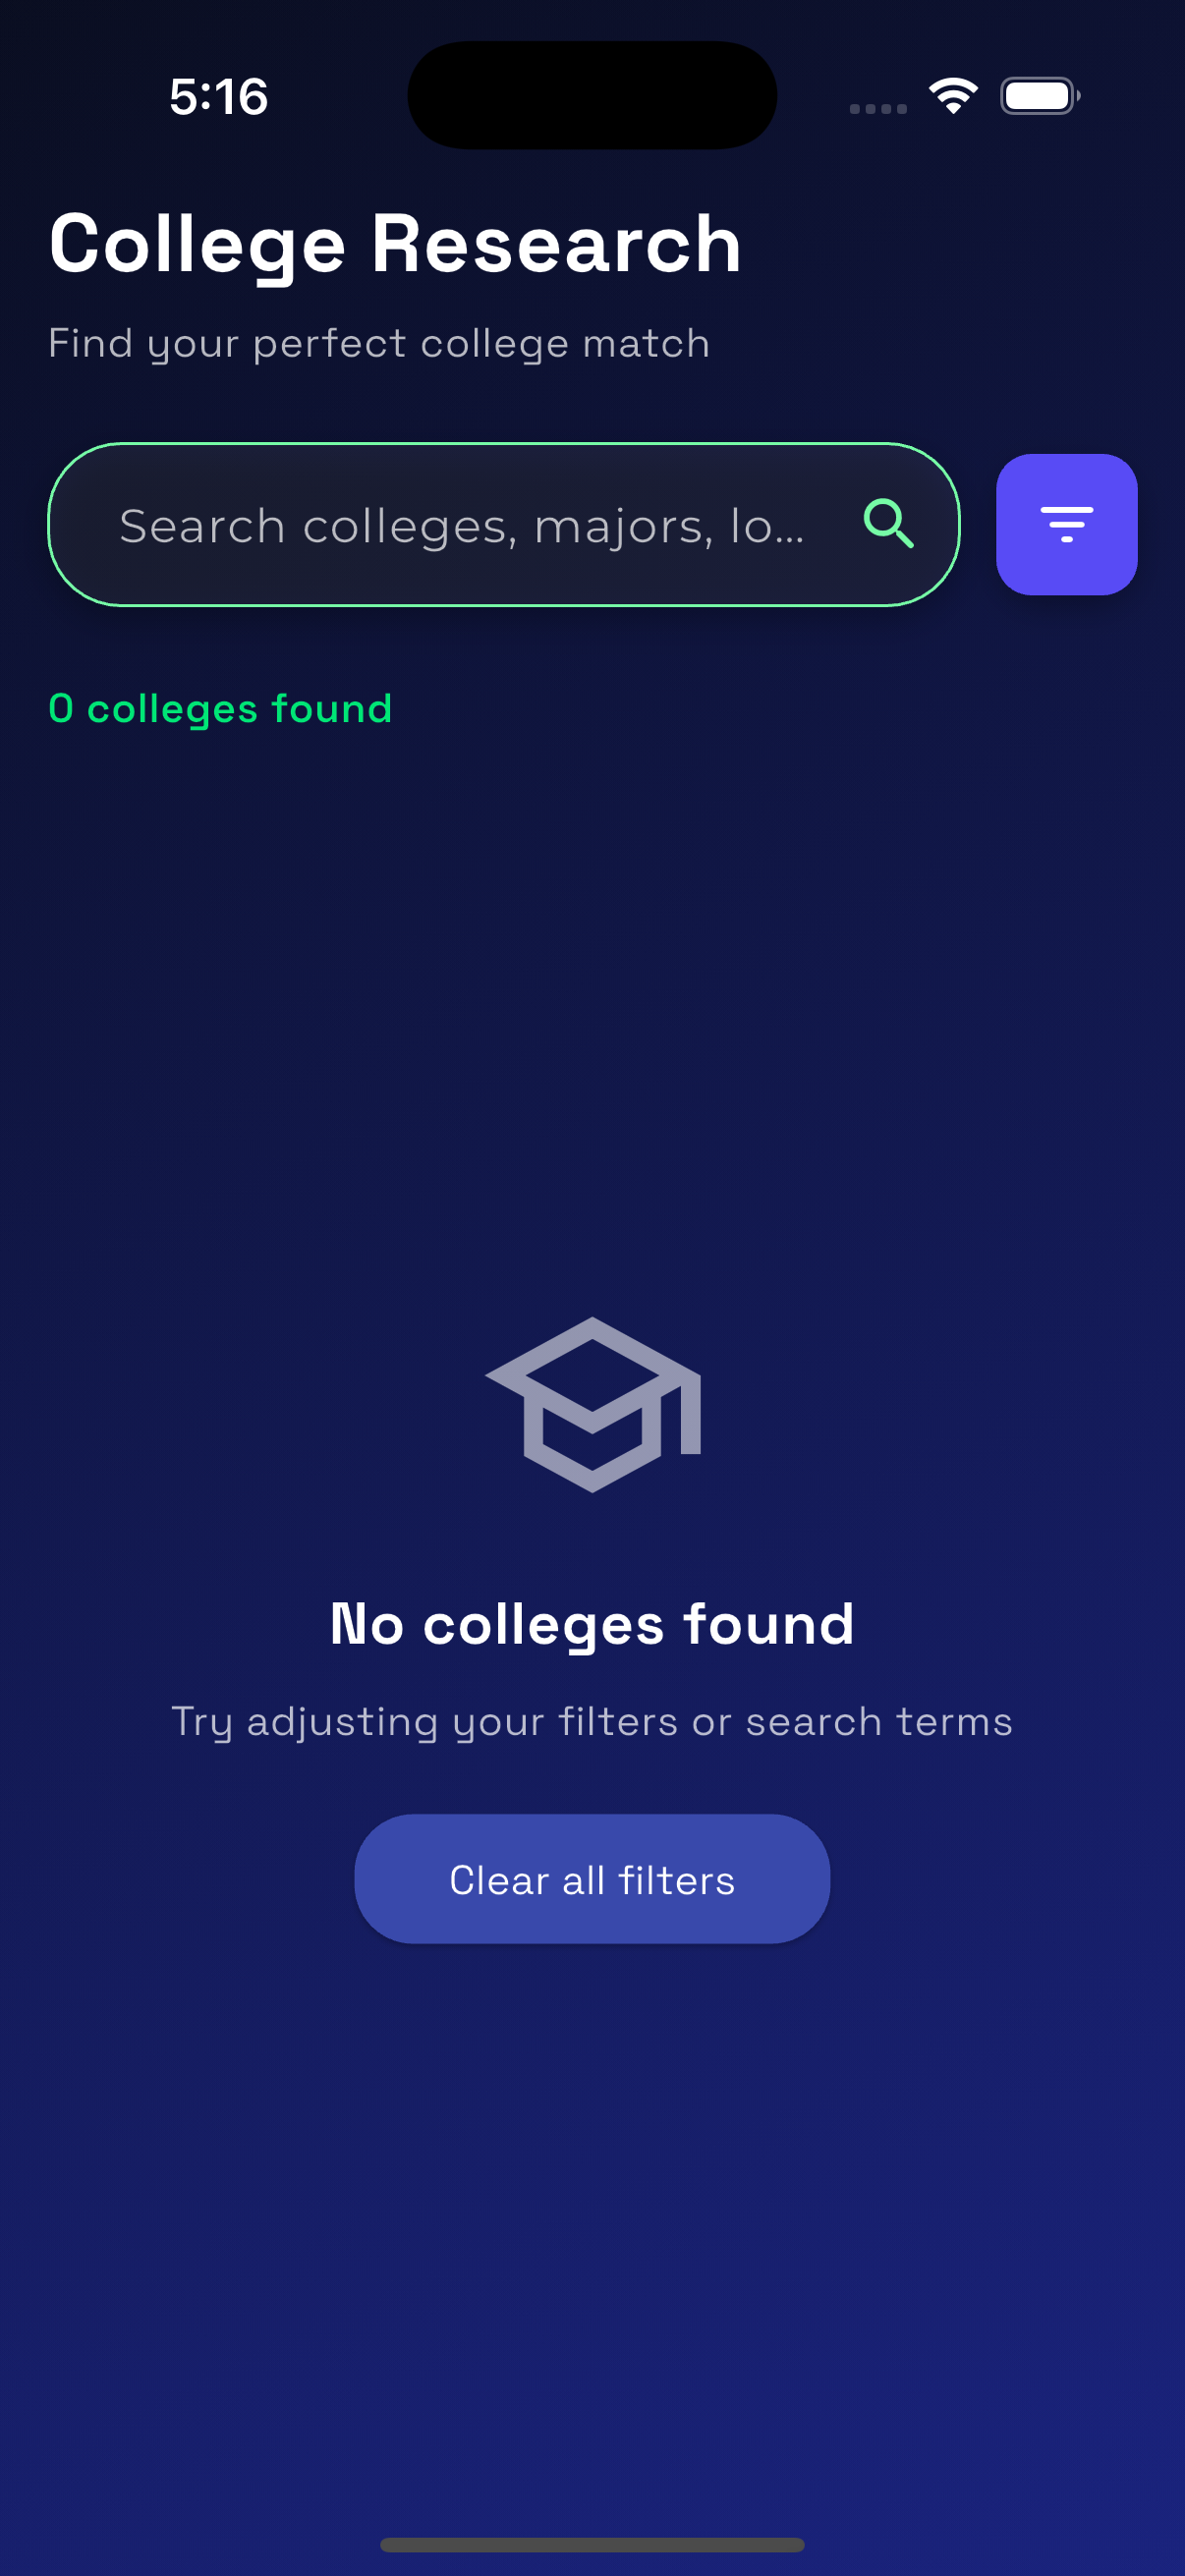 5:16
College Research
Find your perfect college match
Search colleges, majors, lo...
0 colleges found
No colleges found
Try adjusting your filters or search terms
Clear all filters